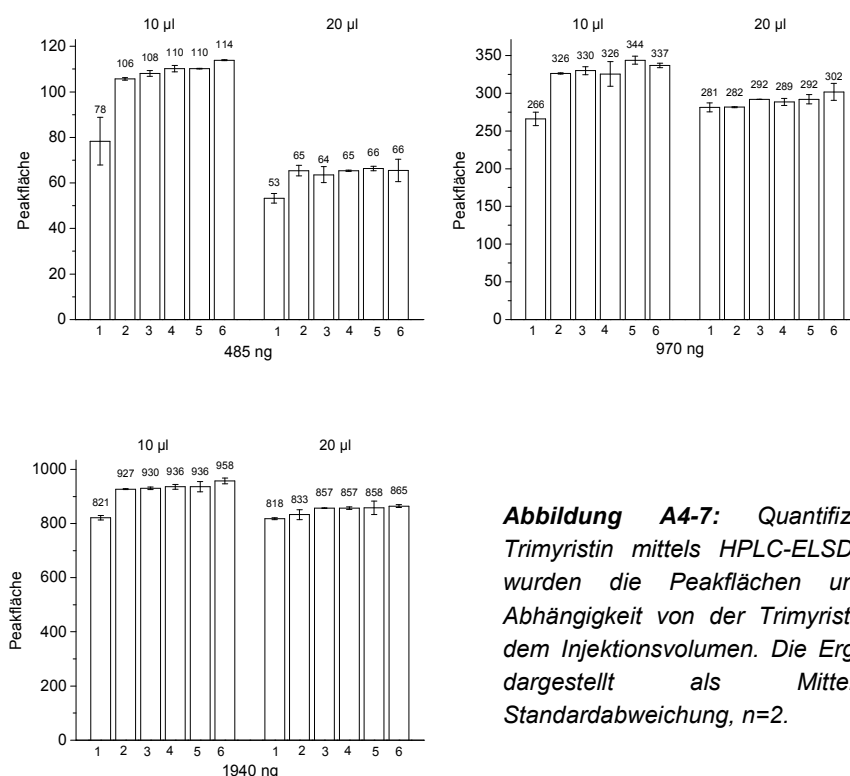 10 µl
20 µl
120
100
80
60
40
20
0
Peakfläche
78
106
108
110
110
114
53
65
64
65
66
66
1 2 3 4 5 6 1 2 3 4 5 6
485 ng
10 µl
20 µl
350
300
250
200
150
100
50
0
Peakfläche
266
326
330
326
344
337
281
282
292
289
292
302
1 2 3 4 5 6 1 2 3 4 5 6
970 ng
10 µl
20 µl
1000
800
600
400
200
0
Peakfläche
821
927
930
936
936
958
818
833
857
857
858
865
1 2 3 4 5 6 1 2 3 4 5 6
1940 ng
Abbildung A4-7: Quantifiz
Trimyristin mittels HPLC-ELSD
wurden die Peakflächen un
Abhängigkeit von der Trimyrist
dem Injektionsvolumen. Die Erg
dargestellt als Mittel
Standardabweichung, n=2.